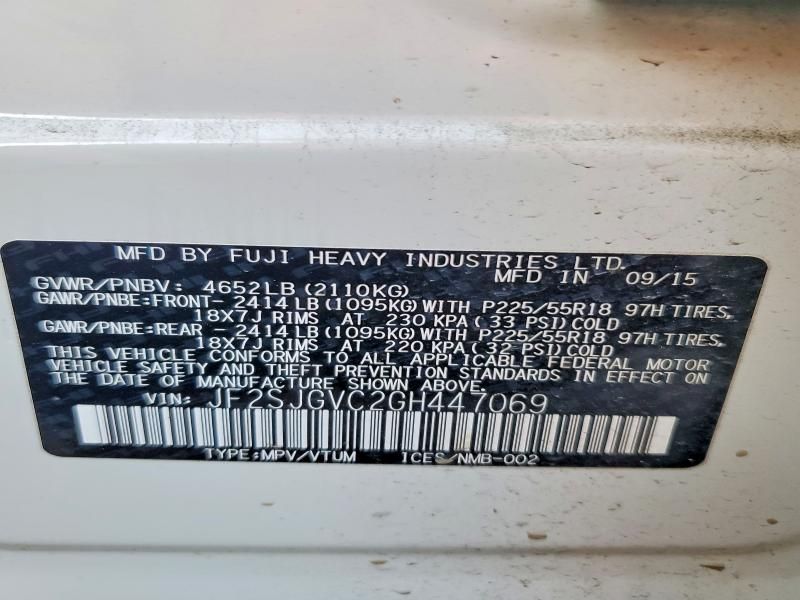 MFD BY FUJI HEAVY INDUSTRIES LTD.
MFD IN 09/15
GVWR/PNBV: 4652LB(2110KG)
GAWR/PNBE:FRONT- 2414LB(1095KG)WITH P225/55R18 97H TIRES,
18X7J RIMS AT 230 KPA( 33 PSI)COLD
GAWR/PNBE:REAR - 2414LB(1095KG)WITH P225/55R18 97H TIRES,
18X7J RIMS AT 220 KPA( 32 PSI)COLD
THIS VEHICLE CONFORMS TO ALL APPLICABLE FEDERAL MOTOR
VEHICLE SAFETY AND THEFT PREVENTION STANDARDS IN EFFECT ON
THE DATE OF MANUFACTURE SHOWN ABOVE.
VIN: JF2SJGVC2GH447069
TYPE:MPV/VTUM ICES/NMB-002